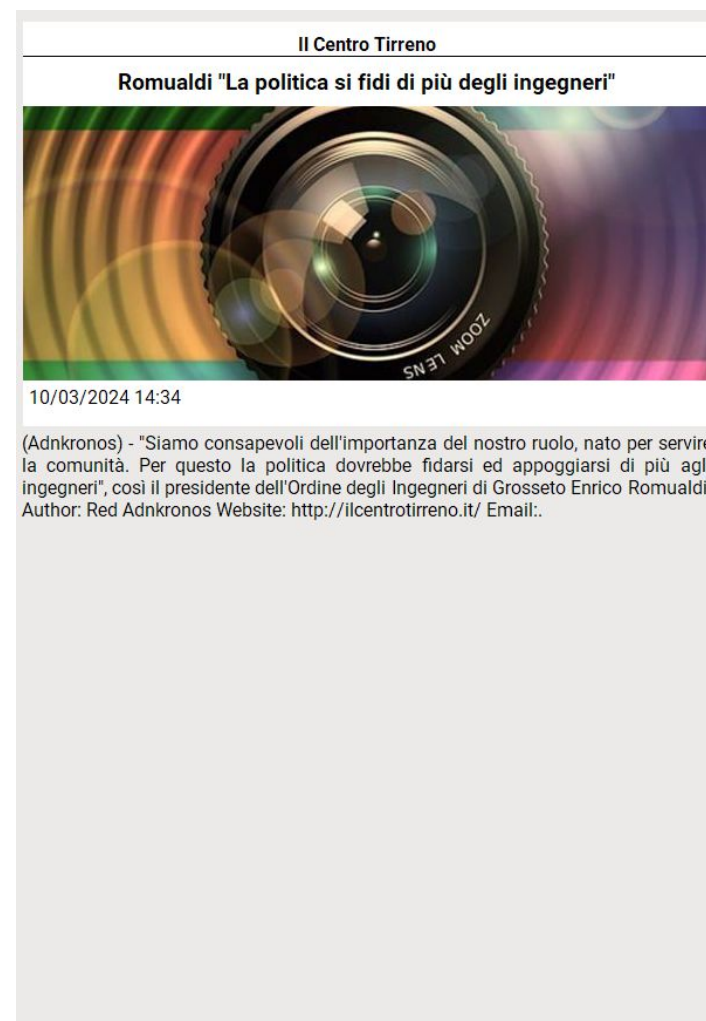 Il Centro Tirreno
Romualdi "La politica si fidi di più degli ingegneri"
ZOOM LENS
10/03/2024 14:34
(Adnkronos) - "Siamo consapevoli dell'importanza del nostro ruolo, nato per servire
la comunità. Per questo la politica dovrebbe fidarsi ed appoggiarsi di più agl
ingegneri", così il presidente dell'Ordine degli Ingegneri di Grosseto Enrico Romualdi
Author: Red Adnkronos Website: http://ilcentrotirreno.it/ Email:.